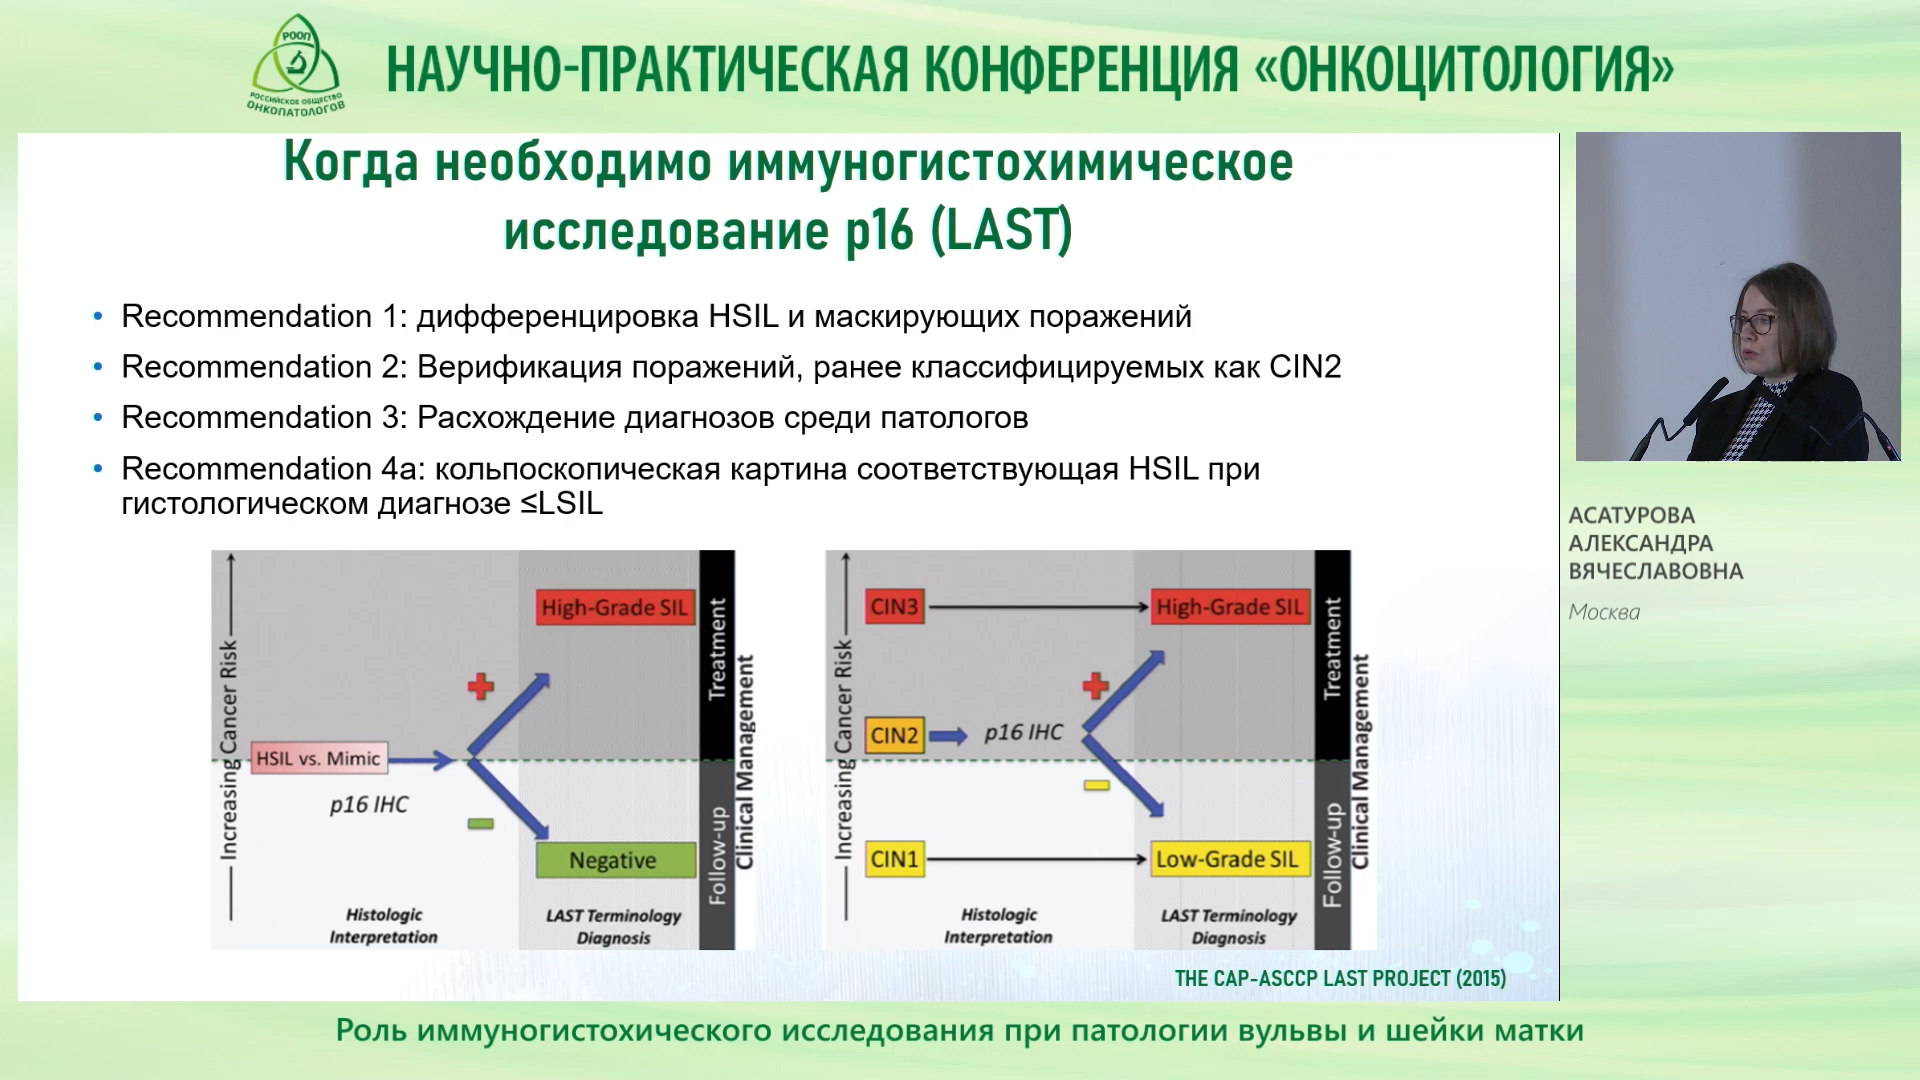 РООП
РОССИЙСКОЕ ОБЩЕСТВО
ОНКОПАТОЛОГОВ
НАУЧНО-ПРАКТИЧЕСКАЯ КОНФЕРЕНЦИЯ «ОНКОЦИТОЛОГИЯ»
Когда необходимо иммуногистохимическое
исследование p16 (LAST)
• Recommendation 1: дифференцировка HSIL и маскирующих поражений
• Recommendation 2: Верификация поражений, ранее классифицируемых как CIN2
• Recommendation 3: Расхождение диагнозов среди патологов
• Recommendation 4a: кольпоскопическая картина соответствующая HSIL при
гистологическом диагнозе ≤LSIL
Increasing Cancer Risk
HSIL vs. Mimic
p16 IHC
High-Grade SIL
Negative
Histologic
Interpretation
LAST Terminology
Diagnosis
Treatment
Follow-up
Clinical Management
Increasing Cancer Risk
CIN3
CIN2
p16 IHC
CIN1
High-Grade SIL
Low-Grade SIL
Histologic
Interpretation
LAST Terminology
Diagnosis
Treatment
Follow-up
Clinical Management
THE CAP-ASCCP LAST PROJECT (2015)
АСАТУРОВА
АЛЕКСАНДРА
ВЯЧЕСЛАВОВНА
Москва
Роль иммуногистохического исследования при патологии вульвы и шейки матки